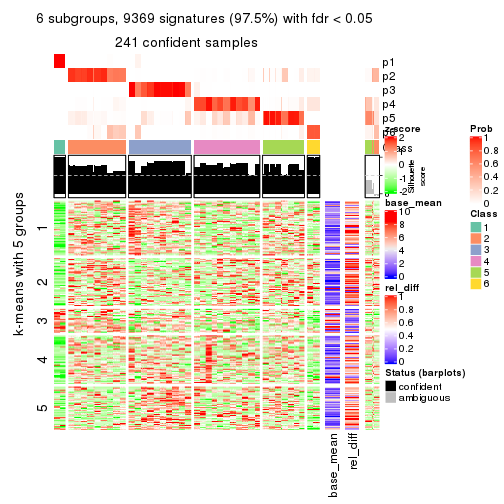 6 subgroups, 9369 signatures (97.5%) with fdr < 0.05
241 confident samples
p1
p2
p3
p4
p5
p6
Class
Silhouette
score
k-means with 5 groups
1
2
3
4
5
base_mean
rel_diff
z-score
2
1
0
-1
-2
base_mean
10
8
6
4
2
0
rel_diff
1
0.8
0.6
0.4
0.2
0
Status (barplots)
confident
ambiguous
Prob
1
0.8
0.6
0.4
0.2
0
Class
1
2
3
4
5
6